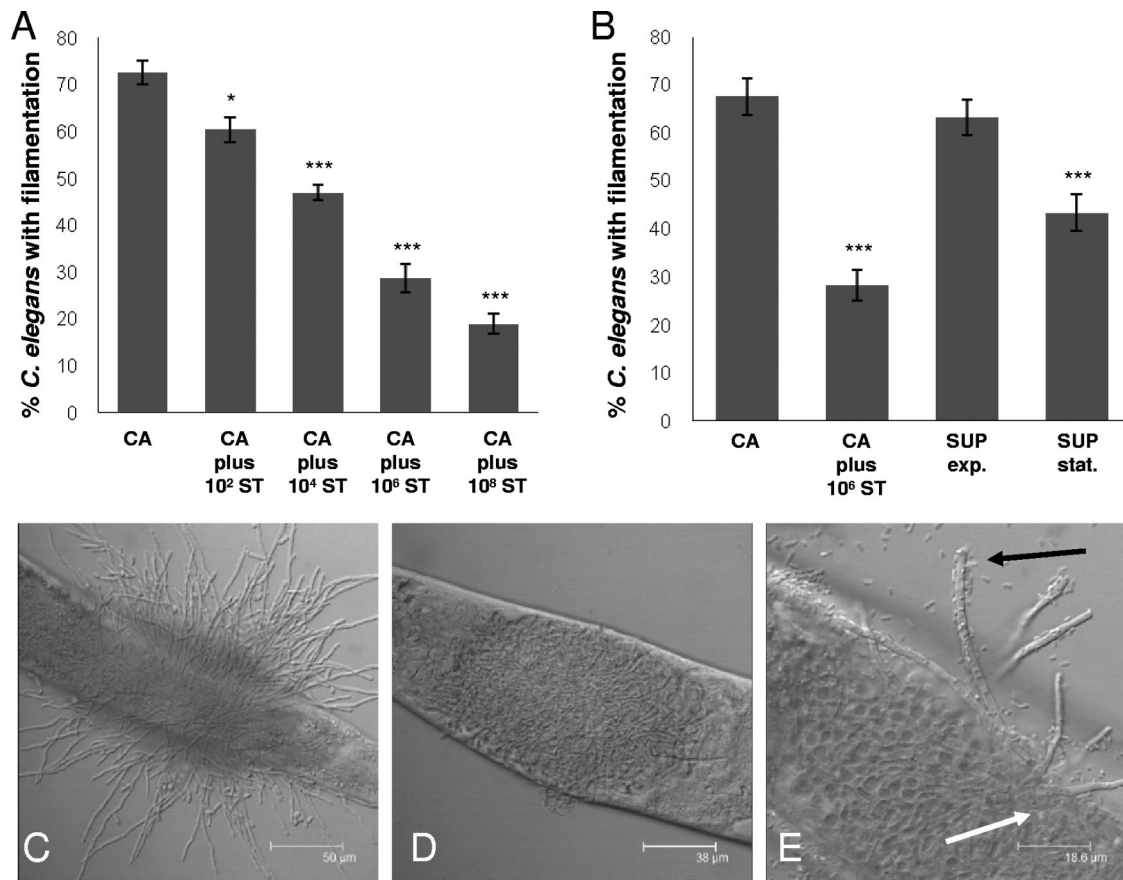 A
% C. elegans with filamentation
80
70
60
50
40
30
20
10
0
*
***
***
***
CA
CA plus 10² ST
CA plus 10⁴ ST
CA plus 10⁶ ST
CA plus 10⁸ ST
B
% C. elegans with filamentation
80
70
60
50
40
30
20
10
0
***
***
CA
CA plus 10⁶ ST
SUP exp.
SUP stat.
C
50 µm
D
38 µm
E
18.6 µm